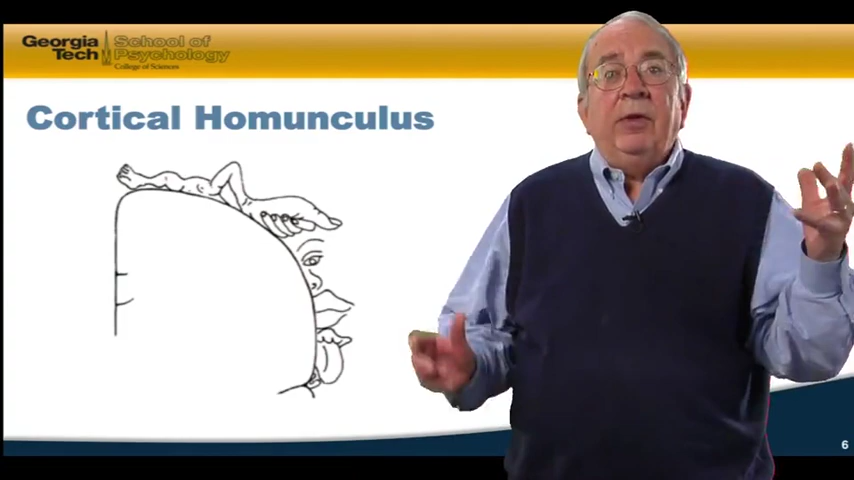 Georgia Tech
School of Psychology
College of Sciences
Cortical Homunculus
6